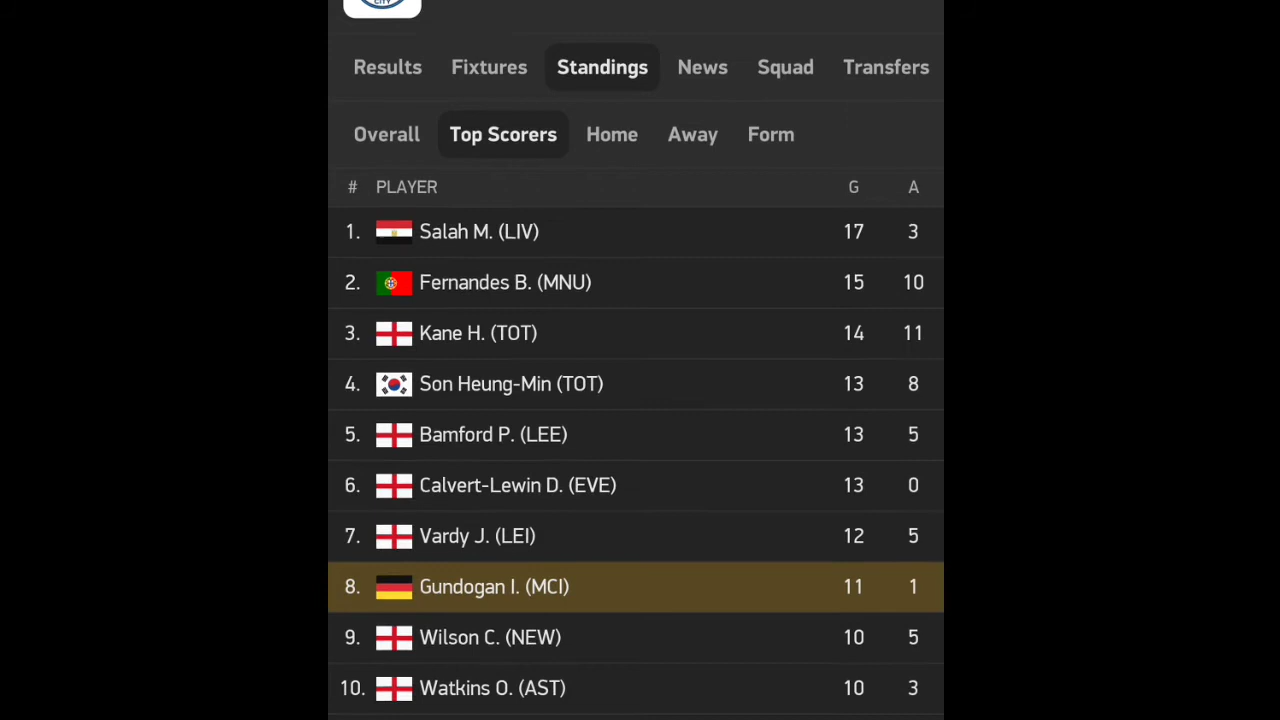 CITY
Results Fixtures Standings News Squad Transfers
Overall Top Scorers Home Away Form
# PLAYER G A
1. Salah M. (LIV) 17 3
2. Fernandes B. (MNU) 15 10
3. Kane H. (TOT) 14 11
4. Son Heung-Min (TOT) 13 8
5. Bamford P. (LEE) 13 5
6. Calvert-Lewin D. (EVE) 13 0
7. Vardy J. (LEI) 12 5
8. Gundogan I. (MCI) 11 1
9. Wilson C. (NEW) 10 5
10. Watkins O. (AST) 10 3